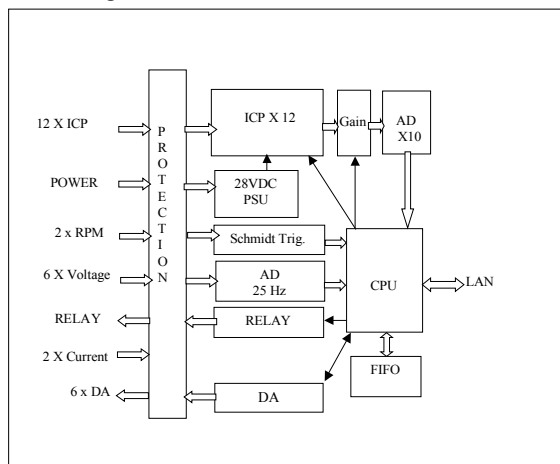 12 X ICP
POWER
2 x RPM
6 X Voltage
RELAY
2 X Current
6 x DA
P
R
O
T
E
C
T
I
O
N
ICP X 12
Gain
AD
X10
28VDC
PSU
Schmidt Trig.
AD
25 Hz
RELAY
DA
CPU
LAN
FIFO